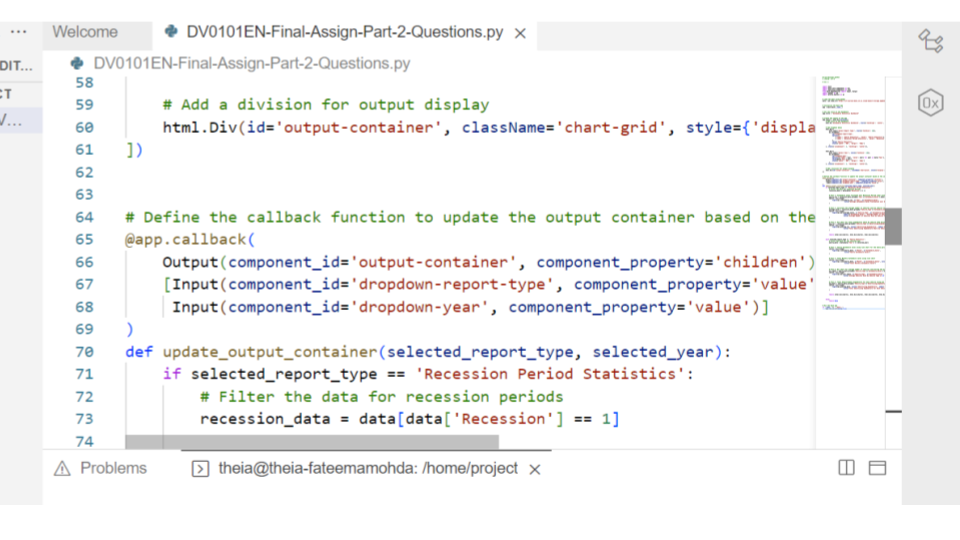 ... Welcome DV0101EN-Final-Assign-Part-2-Questions.py ×
DIT... DV0101EN-Final-Assign-Part-2-Questions.py
58
59 # Add a division for output display
60 html.Div(id='output-container', className='chart-grid', style={'displa
61 ])
62
63
64 # Define the callback function to update the output container based on the
65 @app.callback(
66 Output(component_id='output-container', component_property='children')
67 [Input(component_id='dropdown-report-type', component_property='value'
68 Input(component_id='dropdown-year', component_property='value')]
69 )
70 def update_output_container(selected_report_type, selected_year):
71 if selected_report_type == 'Recession Period Statistics':
72 # Filter the data for recession periods
73 recession_data = data[data['Recession'] == 1]
74
CT
V...
0x
Problems theia@theia-fateemamohda: /home/project ×